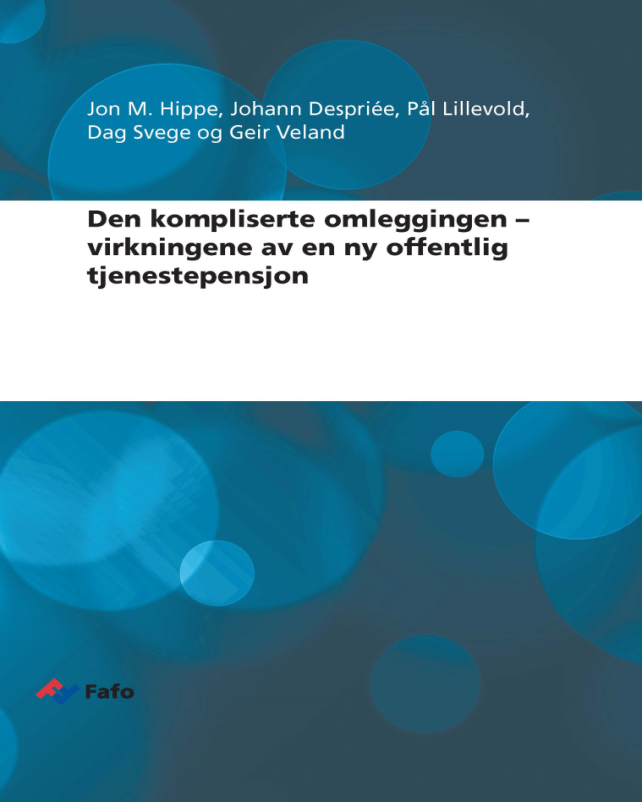 Jon M. Hippe, Johann Despriée, Pål Lillevold,
Dag Svege og Geir Veland
Den kompliserte omleggingen –
virkningene av en ny offentlig
tjenestepensjon
Fafo